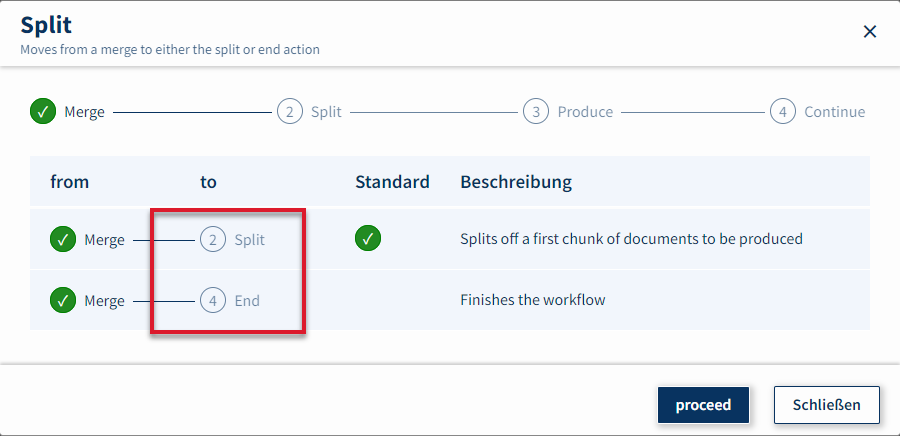 Split
Moves from a merge to either the split or end action
Merge 2 Split 3 Produce 4 Continue
from to Standard Beschreibung
Merge 2 Split Splits off a first chunk of documents to be produced
Merge 4 End Finishes the workflow
proceed Schließen